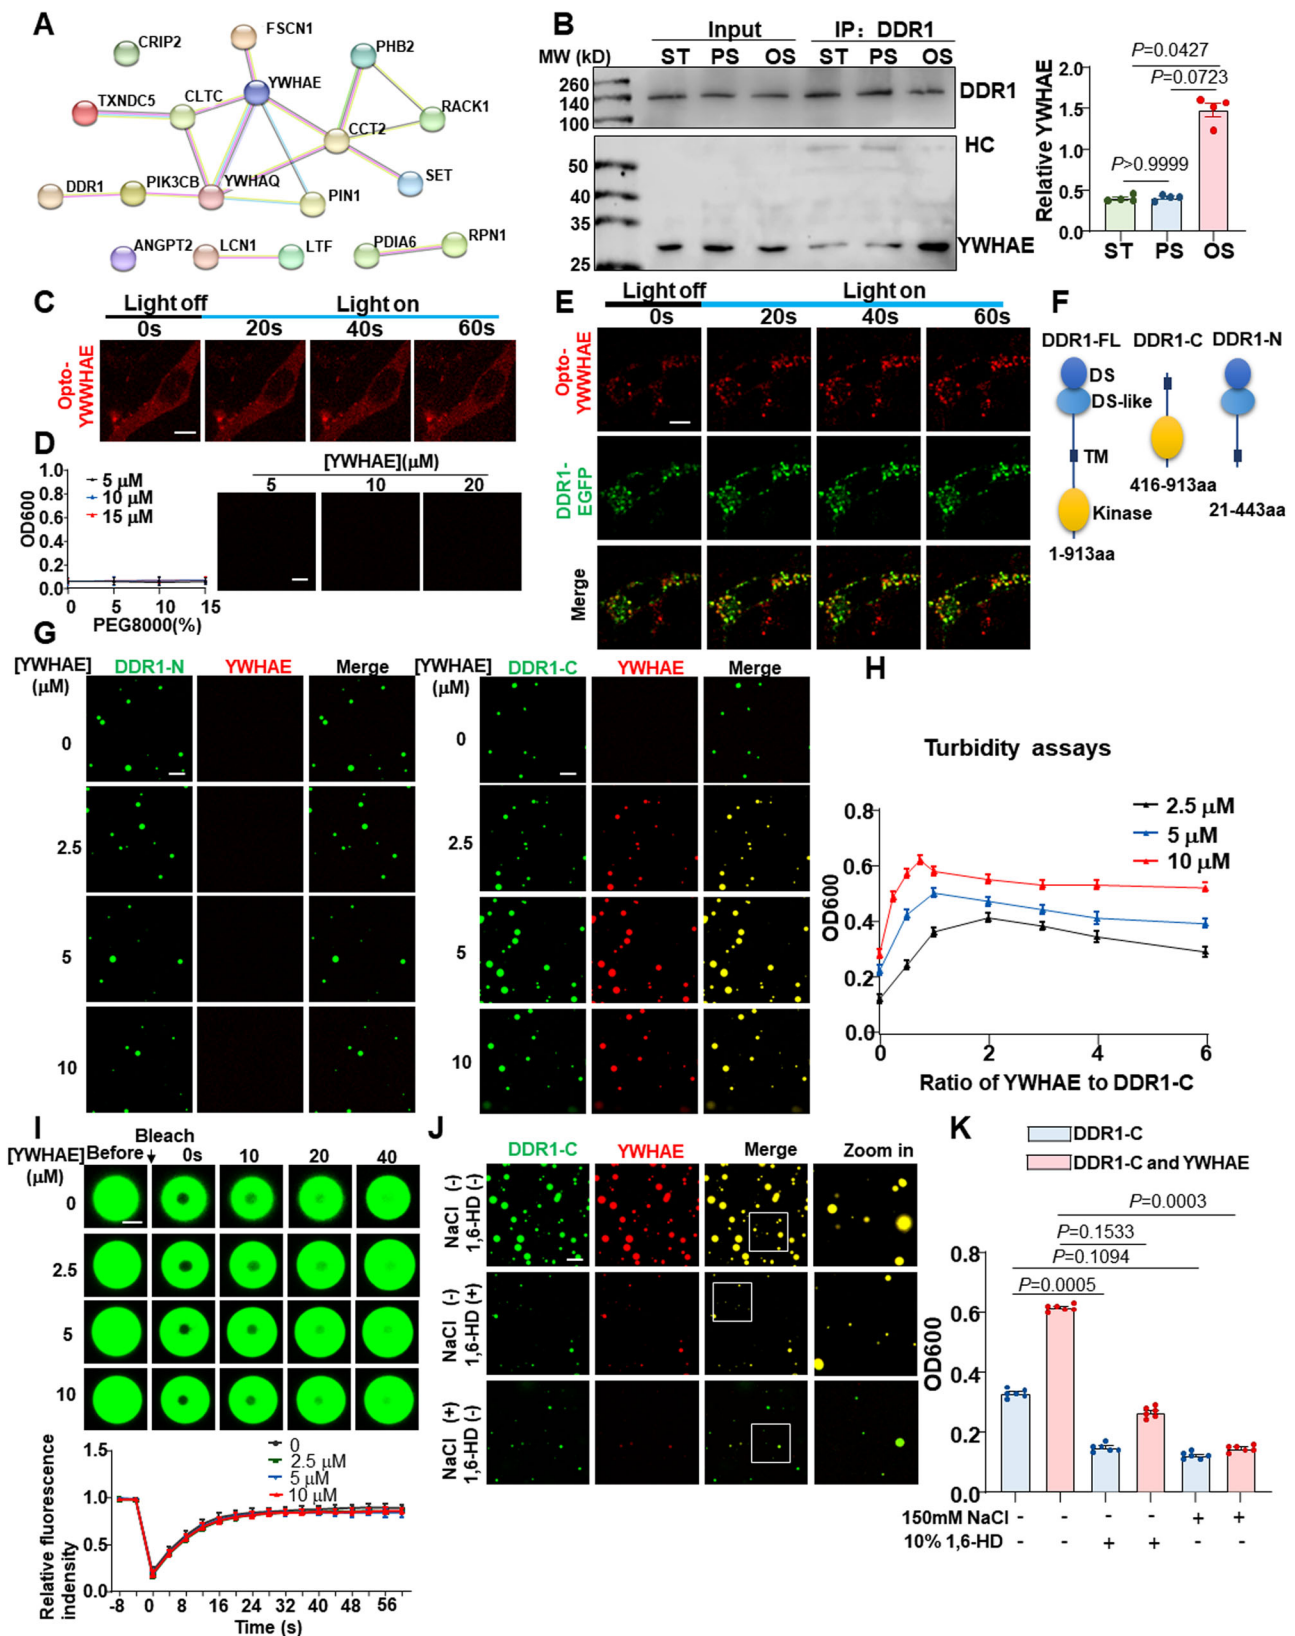 A
CRIP2
FSCN1
PHB2
TXNDC5
CLTC
YWHAE
RACK1
CCT2
DDR1
PIK3CB
YWHAQ
PIN1
SET
ANGPT2
LCN1
LTF
PDIA6
RPN1
B
Input
IP: DDR1
MW (kD)
ST
PS
OS
ST
PS
OS
260
140
100
DDR1
HC
50
40
35
25
YWHAE
P=0.0427
P=0.0723
P>0.9999
2.0
1.5
1.0
0.5
0.0
Relative YWHAE
ST
PS
OS
C
Light off
Light on
0s
20s
40s
60s
Opto-
YWWHAE
D
1.0
0.8
0.6
0.4
0.2
0.0
OD600
5 μM
10 μM
15 μM
0
5
10
15
PEG8000(%)
[YWHAE](μM)
5
10
20
E
Light off
Light on
0s
20s
40s
60s
Opto-
YWWHAE
DDR1-
EGFP
Merge
F
DDR1-FL
DDR1-C
DDR1-N
DS
DS-like
TM
Kinase
1-913aa
416-913aa
21-443aa
G
[YWHAE]
(μM)
DDR1-N
YWHAE
Merge
0
2.5
5
10
[YWHAE]
(μM)
DDR1-C
YWHAE
Merge
0
2.5
5
10
H
Turbidity assays
2.5 μM
5 μM
10 μM
0.8
0.6
0.4
0.2
0.0
OD600
0
2
4
6
Ratio of YWHAE to DDR1-C
I
Bleach
[YWHAE]
(μM)
Before
0s
10
20
40
0
2.5
5
10
0
2.5 μM
5 μM
10 μM
1.5
1.0
0.5
0.0
Relative fluorescence
indensity
-8
0
8
16
24
32
40
48
56
Time (s)
J
DDR1-C
YWHAE
Merge
Zoom in
NaCl (-)
1,6-HD (-)
NaCl (-)
1,6-HD (+)
NaCl (+)
1,6-HD (-)
K
DDR1-C
DDR1-C and YWHAE
P=0.0003
P=0.1533
P=0.1094
P=0.0005
0.8
0.6
0.4
0.2
0.0
OD600
150mM NaCl - - - - + +
10% 1,6-HD - - + + - -